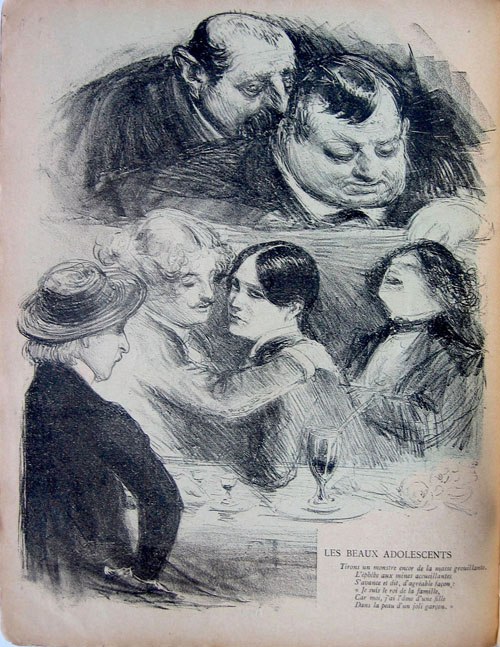 LES BEAUX ADOLESCENTS
Tirons un monstre encor de la masse grouillante,
L'éphèbe aux mines accueillantes
S'avance et dit, d'agréable façon :
« Je suis le roi de la famille,
Car moi, j'ai l'âme d'une fille
Dans la peau d'un joli garçon. »